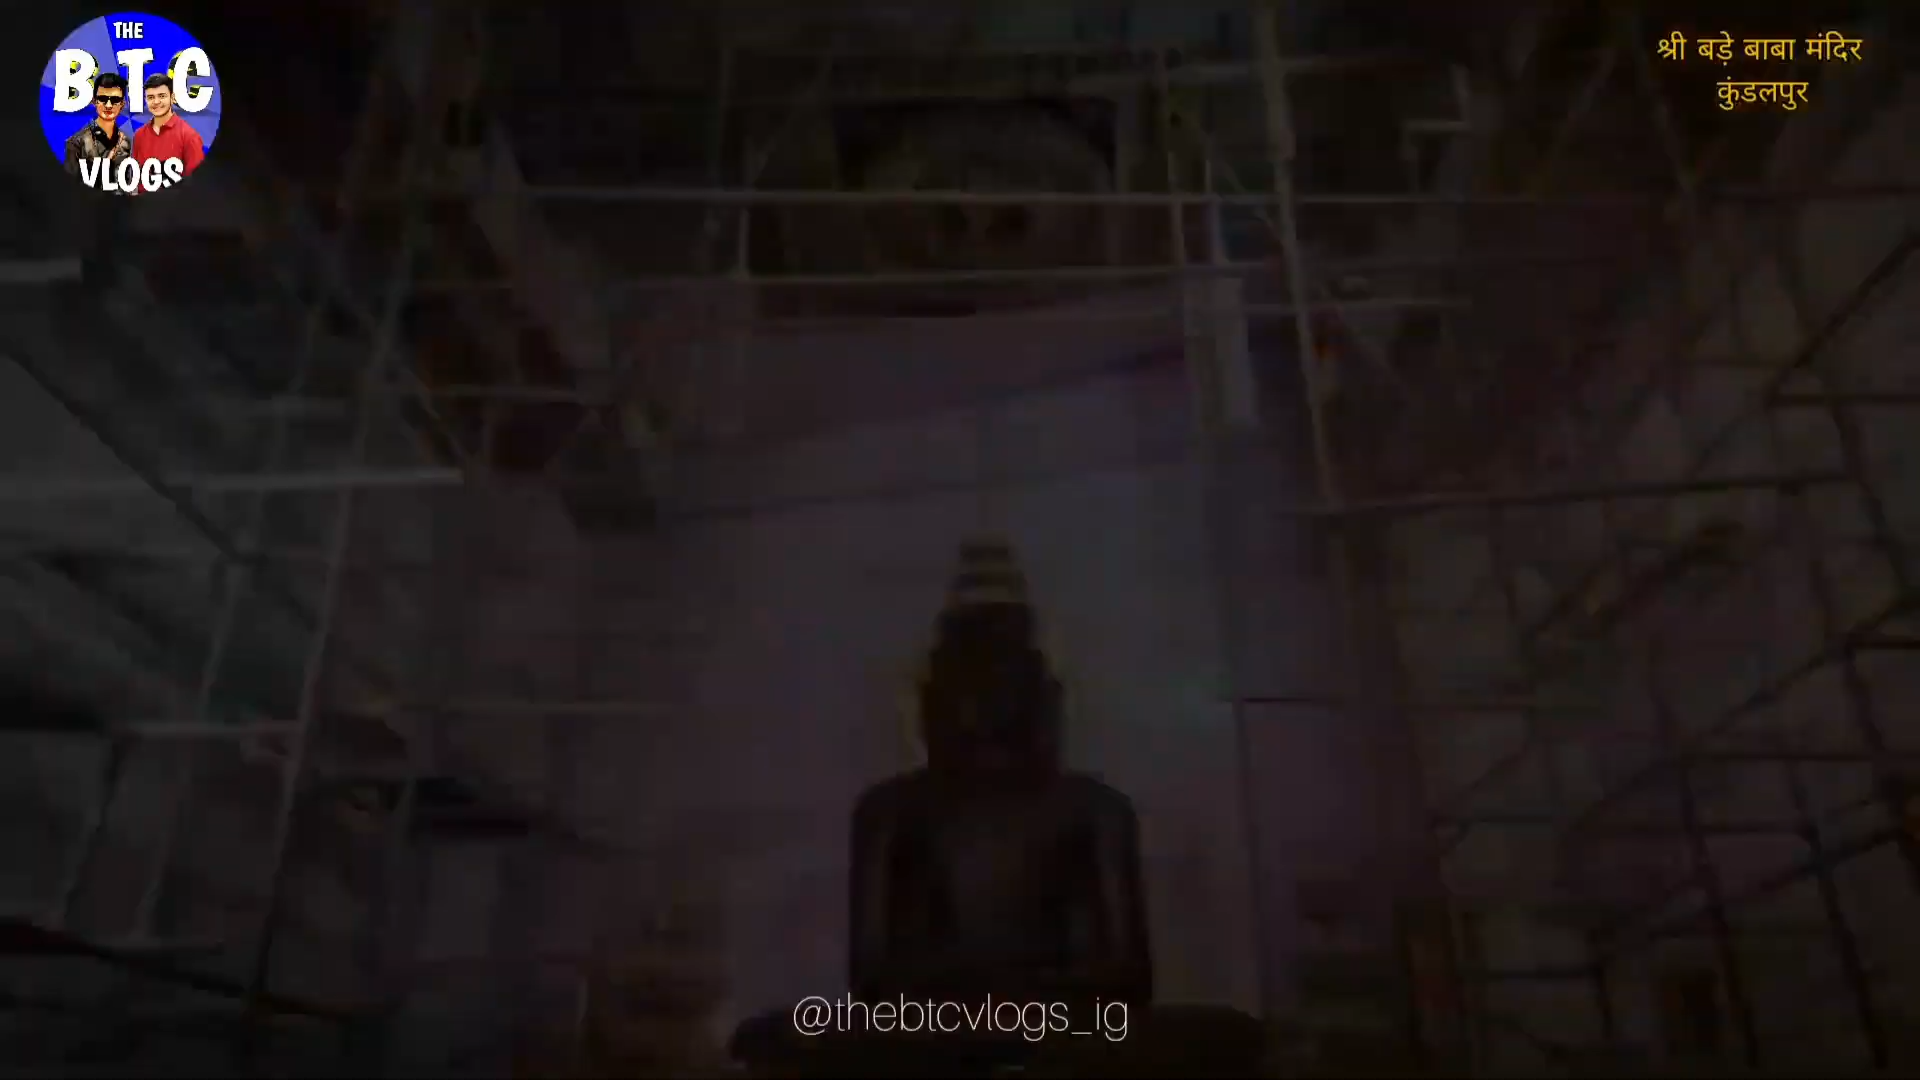 THE
BTC
VLOGS
श्री बड़े बाबा मंदिर
कुंडलपुर
@thebtcvlogs_ig